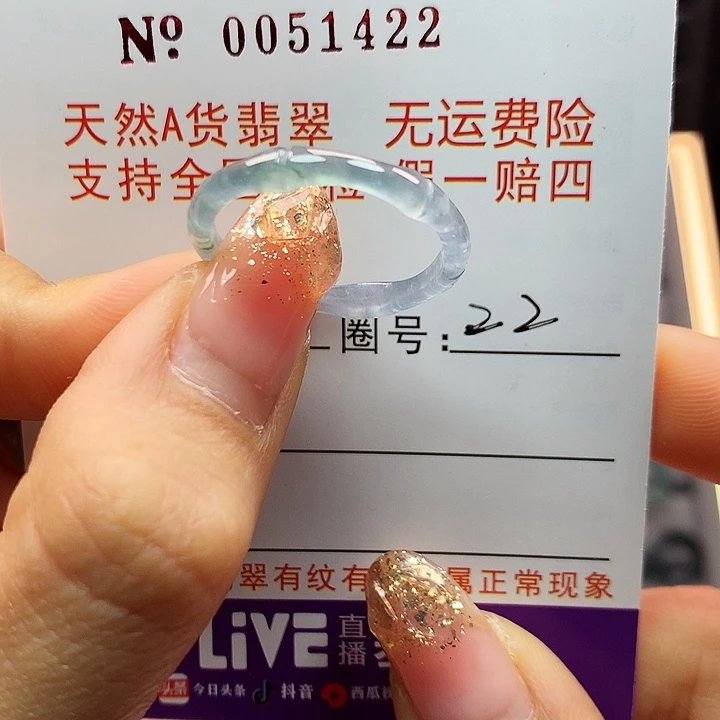 Nº 0051422
天然A货翡翠 无运费险
支持全 假一赔四
圈号: 22
翠有纹有 属正常现象
LiVE 直播
头条 今日头条 抖音 西瓜